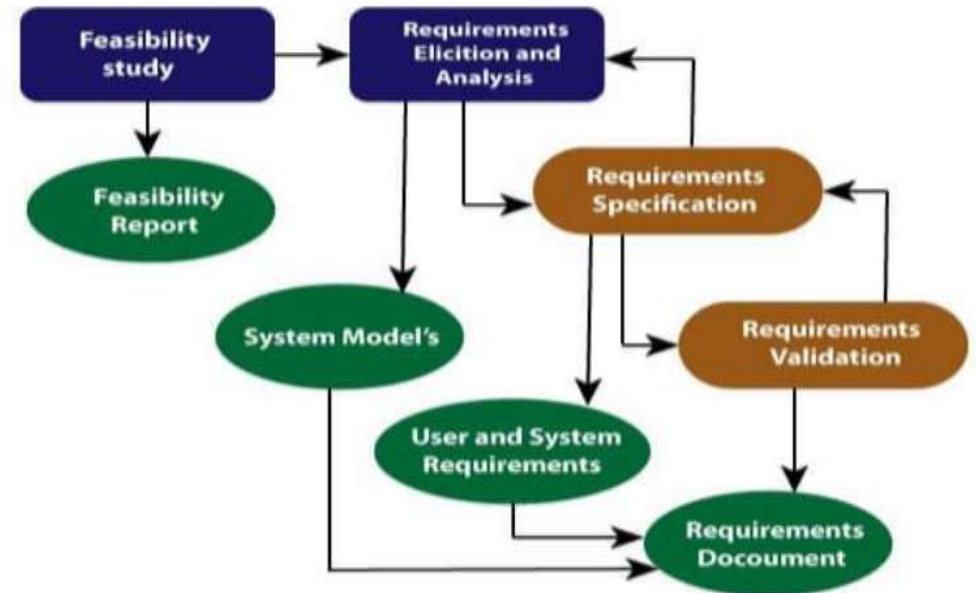 Feasibility
study
Requirements
Elicition and
Analysis
Feasibility
Report
Requirements
Specification
System Model's
Requirements
Validation
User and System
Requirements
Requirements
Docoument